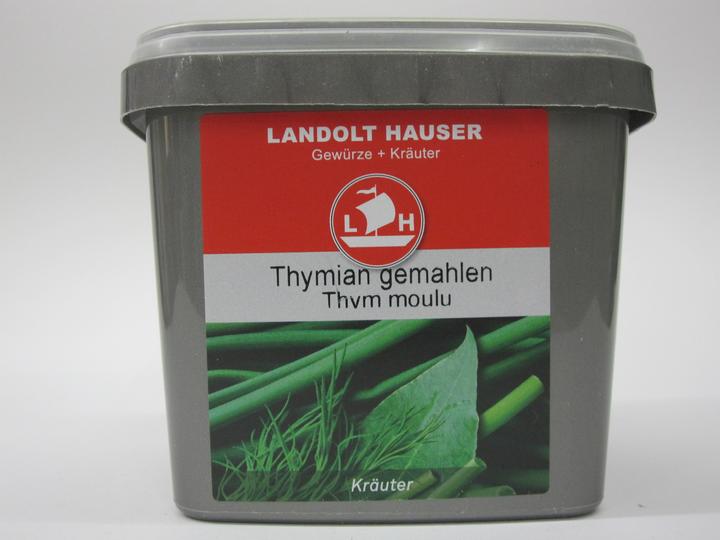 LANDOLT HAUSER
Gewürze + Kräuter
L H
Thymian gemahlen
Thym moulu
Kräuter